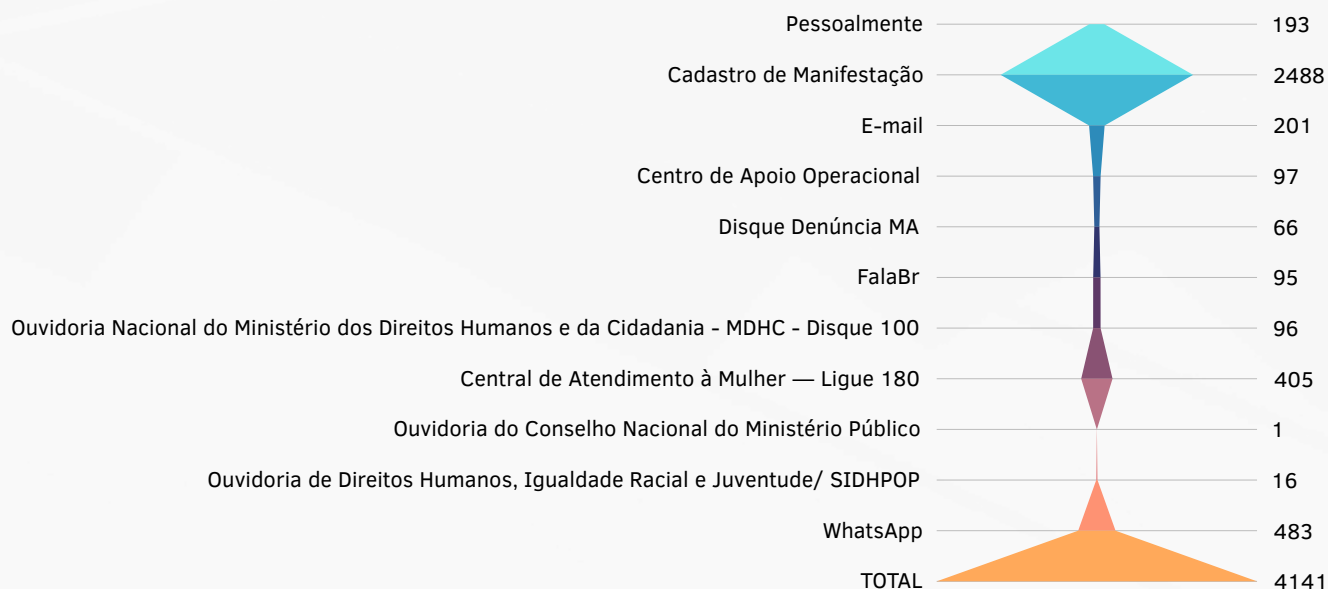 Pessoalmente 193
Cadastro de Manifestação 2488
E-mail 201
Centro de Apoio Operacional 97
Disque Denúncia MA 66
FalaBr 95
Ouvidoria Nacional do Ministério dos Direitos Humanos e da Cidadania - MDHC - Disque 100 96
Central de Atendimento à Mulher — Ligue 180 405
Ouvidoria do Conselho Nacional do Ministério Público 1
Ouvidoria de Direitos Humanos, Igualdade Racial e Juventude/ SIDHPOP 16
WhatsApp 483
TOTAL 4141